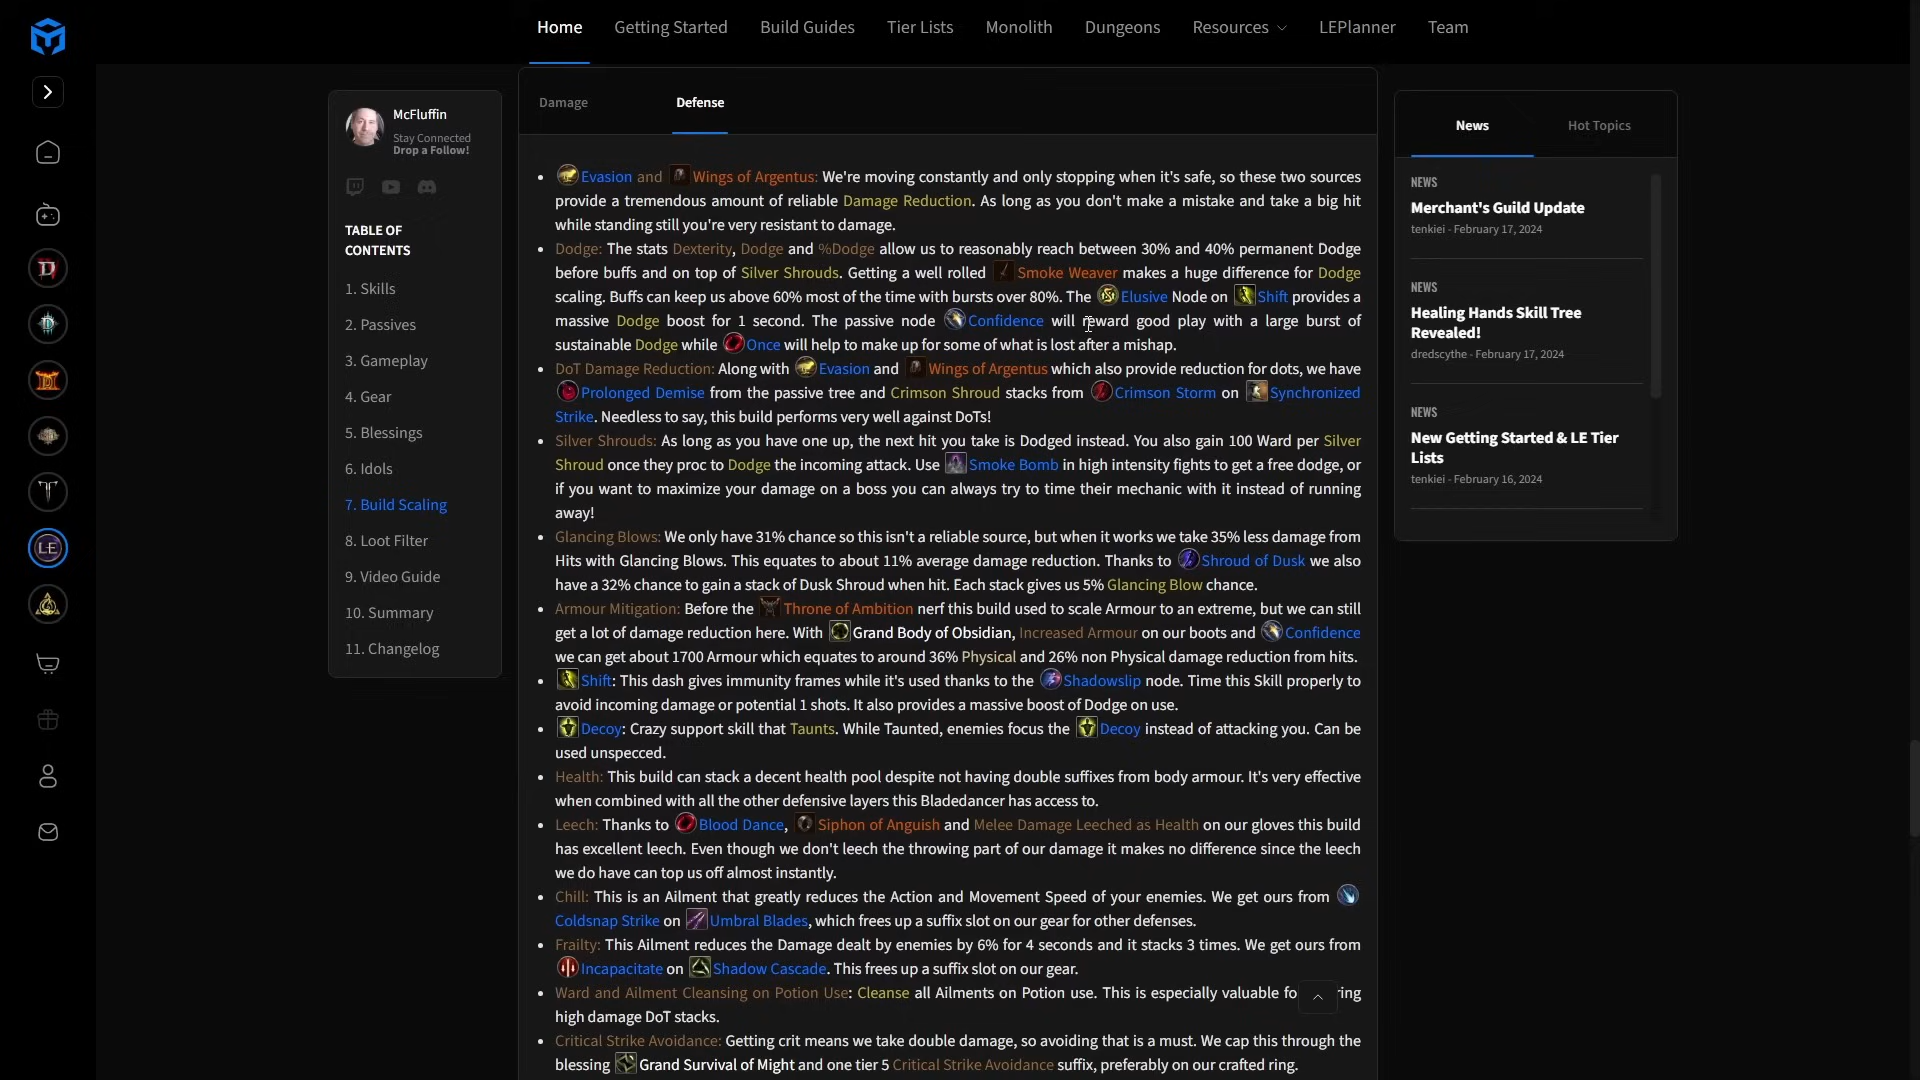 Home Getting Started Build Guides Tier Lists Monolith Dungeons Resources LEPlanner Team
McFluffin
Stay Connected
Drop a Follow!
TABLE OF
CONTENTS
1. Skills
2. Passives
3. Gameplay
4. Gear
5. Blessings
6. Idols
7. Build Scaling
8. Loot Filter
9. Video Guide
10. Summary
11. Changelog
LE
Damage Defense
Evasion and Wings of Argentus: We're moving constantly and only stopping when it's safe, so these two sources
provide a tremendous amount of reliable Damage Reduction. As long as you don't make a mistake and take a big hit
while standing still you're very resistant to damage.
Dodge: The stats Dexterity, Dodge and %Dodge allow us to reasonably reach between 30% and 40% permanent Dodge
before buffs and on top of Silver Shrouds. Getting a well rolled Smoke Weaver makes a huge difference for Dodge
scaling. Buffs can keep us above 60% most of the time with bursts over 80%. The Elusive Node on Shift provides a
massive Dodge boost for 1 second. The passive node Confidence will reward good play with a large burst of
sustainable Dodge while Once will help to make up for some of what is lost after a mishap.
DoT Damage Reduction: Along with Evasion and Wings of Argentus which also provide reduction for dots, we have
Prolonged Demise from the passive tree and Crimson Shroud stacks from Crimson Storm on Synchronized
Strike. Needless to say, this build performs very well against DoTs!
Silver Shrouds: As long as you have one up, the next hit you take is Dodged instead. You also gain 100 Ward per Silver
Shroud once they proc to Dodge the incoming attack. Use Smoke Bomb in high intensity fights to get a free dodge, or
if you want to maximize your damage on a boss you can always try to time their mechanic with it instead of running
away!
Glancing Blows: We only have 31% chance so this isn't a reliable source, but when it works we take 35% less damage from
Hits with Glancing Blows. This equates to about 11% average damage reduction. Thanks to Shroud of Dusk we also
have a 32% chance to gain a stack of Dusk Shroud when hit. Each stack gives us 5% Glancing Blow chance.
Armour Mitigation: Before the Throne of Ambition nerf this build used to scale Armour to an extreme, but we can still
get a lot of damage reduction here. With Grand Body of Obsidian, Increased Armour on our boots and Confidence
we can get about 1700 Armour which equates to around 36% Physical and 26% non Physical damage reduction from hits.
Shift: This dash gives immunity frames while it's used thanks to the Shadowslip node. Time this Skill properly to
avoid incoming damage or potential 1 shots. It also provides a massive boost of Dodge on use.
Decoy: Crazy support skill that Taunts. While Taunted, enemies focus the Decoy instead of attacking you. Can be
used unspecced.
Health: This build can stack a decent health pool despite not having double suffixes from body armour. It's very effective
when combined with all the other defensive layers this Bladedancer has access to.
Leech: Thanks to Blood Dance, Siphon of Anguish and Melee Damage Leeched as Health on our gloves this build
has excellent leech. Even though we don't leech the throwing part of our damage it makes no difference since the leech
we do have can top us off almost instantly.
Chill: This is an Ailment that greatly reduces the Action and Movement Speed of your enemies. We get ours from
Coldsnap Strike on Umbral Blades, which frees up a suffix slot on our gear for other defenses.
Frailty: This Ailment reduces the Damage dealt by enemies by 6% for 4 seconds and it stacks 3 times. We get ours from
Incapacitate on Shadow Cascade. This frees up a suffix slot on our gear.
Ward and Ailment Cleansing on Potion Use: Cleanse all Ailments on Potion use. This is especially valuable
high damage DoT stacks.
Critical Strike Avoidance: Getting crit means we take double damage, so avoiding that is a must. We cap this through the
blessing Grand Survival of Might and one tier 5 Critical Strike Avoidance suffix, preferably on our crafted ring.
News Hot Topics
NEWS
Merchant's Guild Update
tenkiei - February 17, 2024
NEWS
Healing Hands Skill Tree
Revealed!
dredscythe - February 17, 2024
NEWS
New Getting Started & LE Tier
Lists
tenkiei - February 16, 2024